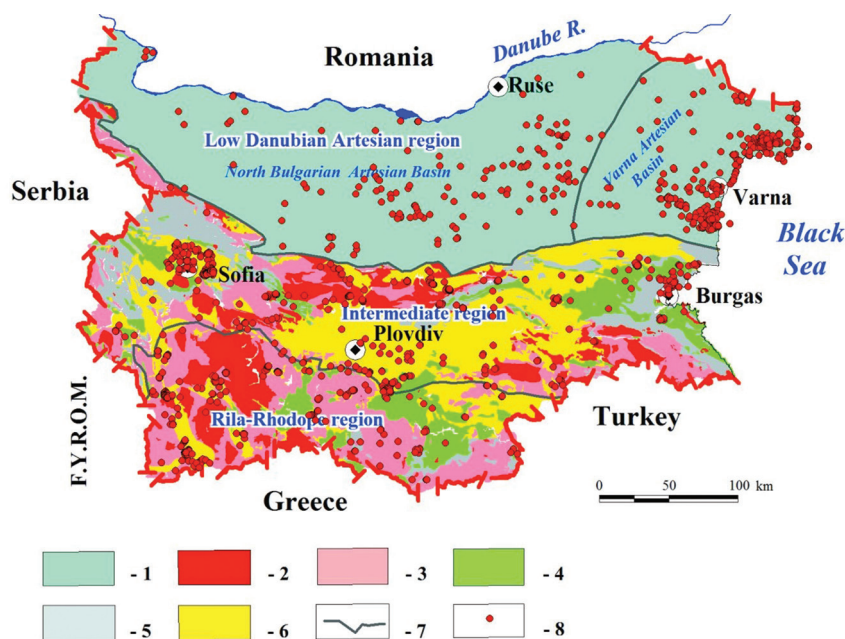 Romania
Danube R.
Ruse
Low Danubian Artesian region
North Bulgarian Artesian Basin
Varna Artesian
Basin
Serbia
Varna
Black
Sea
Sofia
Burgas
Intermediate region
Plovdiv
F.Y.R.O.M.
Rila-Rhodope region
Turkey
Greece
0 50 100 km
- 1 - 2 - 3 - 4
- 5 - 6 - 7 - 8